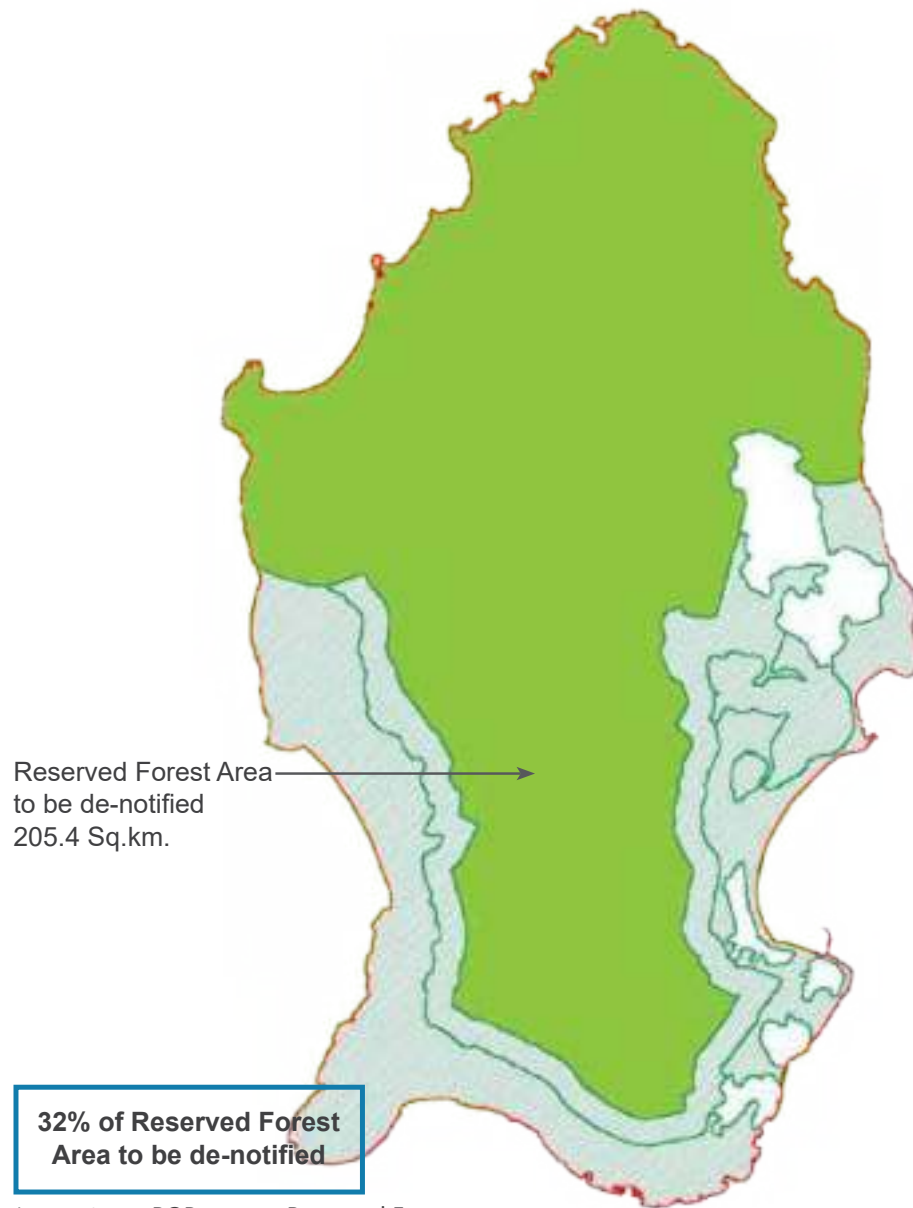 Reserved Forest Area
to be de-notified
205.4 Sq.km.
32% of Reserved Forest
Area to be de-notified